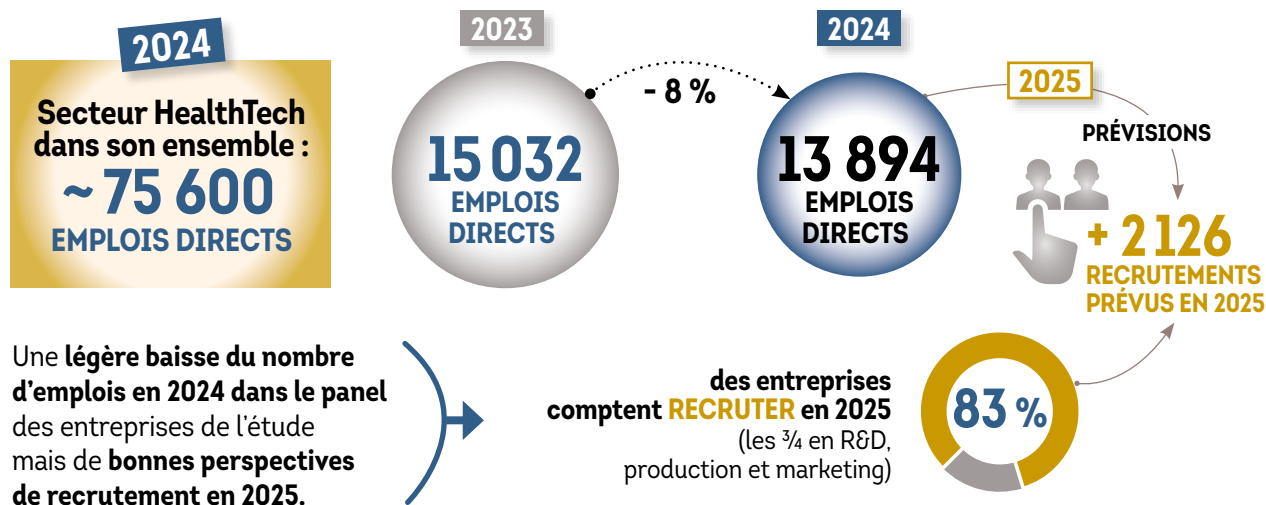 2024
Secteur HealthTech
dans son ensemble :
~ 75 600
EMPLOIS DIRECTS
2023
15 032
EMPLOIS
DIRECTS
- 8 %
2024
13 894
EMPLOIS
DIRECTS
2025
PRÉVISIONS
+ 2 126
RECRUTEMENTS
PRÉVUS EN 2025
Une légère baisse du nombre
d’emplois en 2024 dans le panel
des entreprises de l’étude
mais de bonnes perspectives
de recrutement en 2025.
des entreprises
comptent RECRUTER en 2025
(les ¾ en R&D,
production et marketing)
83 %